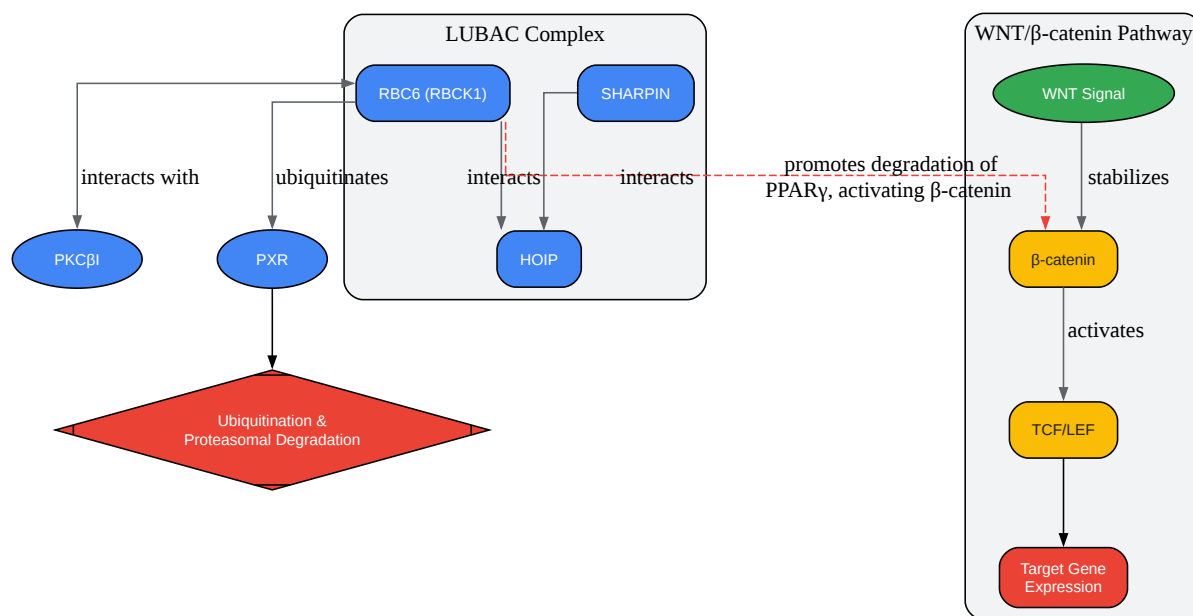 LUBAC Complex
WNT/β-catenin Pathway
RBC6 (RBCK1)
SHARPIN
WNT Signal
interacts with
ubiquitinates
interacts
interacts
promotes degradation of
PPARγ, activating β-catenin
stabilizes
PKCβI
PXR
HOIP
β-catenin
activates
Ubiquitination &
Proteasomal Degradation
TCF/LEF
Target Gene
Expression